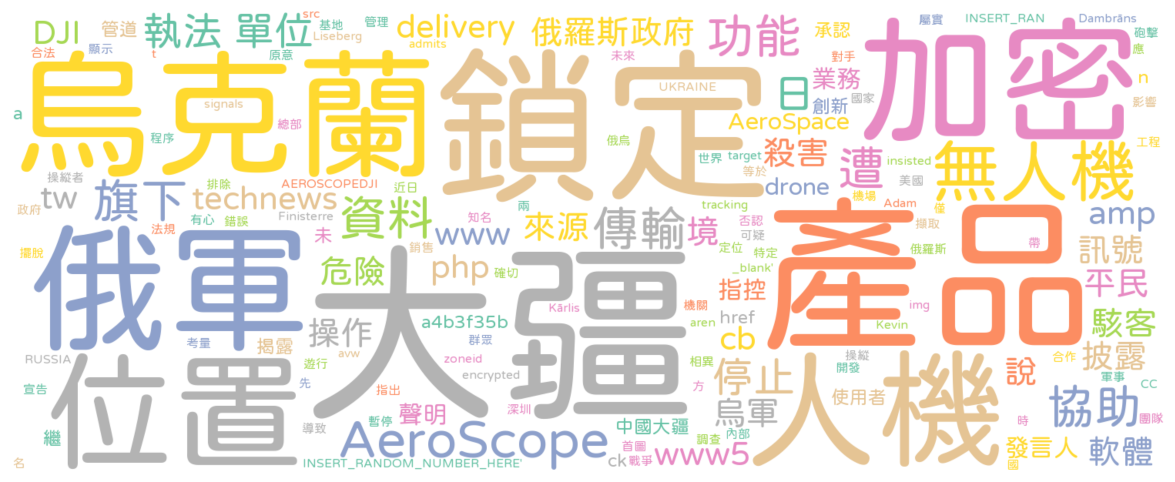 DJI 管道 執法 單位 src 基地 管理 Liseberg t delivery 俄羅斯政府 功能 承認 屬實 INSERT_RAN Dambrāns 砲擊
合法 顯示 原意 admits 未來 對手 應
烏克蘭 鎖定 加密
signals UKRAINE 業務 國家 n
a 程序 總部 日 創新 影響
俄烏 AeroSpace
操縱者 排除 AEROSCOPEDJI 近日 世界 target 殺害 遭 insisted 無人機 工程
tw 旗下 technews 等於 drone 美國
政府 有心 錯誤 Finisterre 資料 兩 知名 tracking 否認 機場 Adam 僅 amp
法規 未 www 來源 傳輸 境 可疑 擷取
擺脫 俄軍 銷售 定位 特定 產品 俄羅斯 帶 訊號
危險 php 確切 _blank' 指控 平民
機關 img
操作 a4b3f35b href Kevin 駭客
考量 揭露 群眾 大疆 aren cb
RUSSIA avw 遊行 zoneid 相異 操縱 披露
位置 encrypted 停止 人機 說 開發 合作
宣告 先 指出 方 使用者 軍事 CC
導致 聲明 深圳 烏軍 協助
繼 暫停 中國大疆 團隊
AeroScope 首圖 內部 時
調查 發言人 軟體
名 INSERT_RANDOM_NUMBER_HERE' ck 戰爭 www5 國